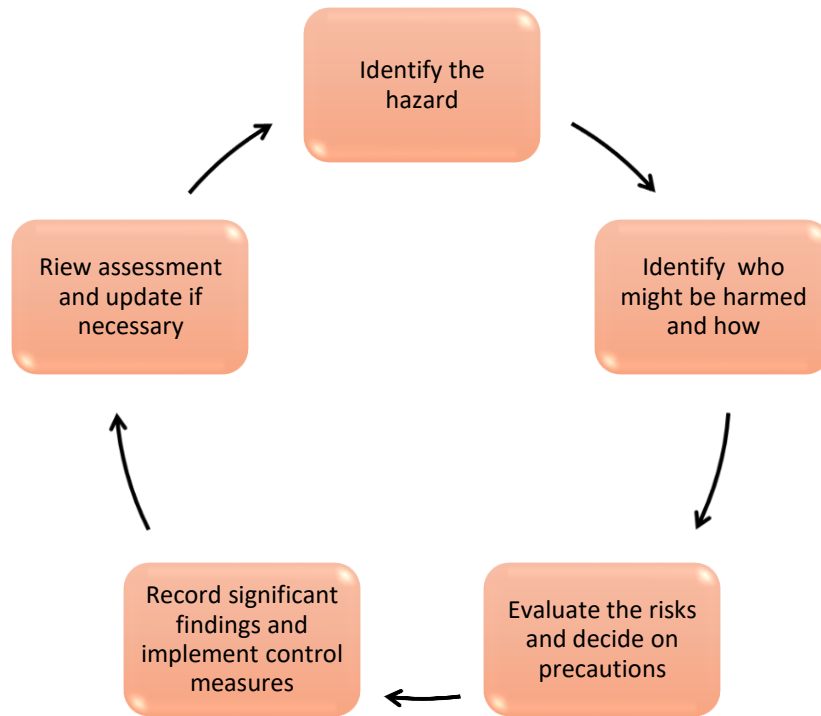 Identify the
hazard
Identify  who
might be harmed
and how
Evaluate the risks
and decide on
precautions
Record significant
findings and
implement control
measures
Riew assessment
and update if
necessary